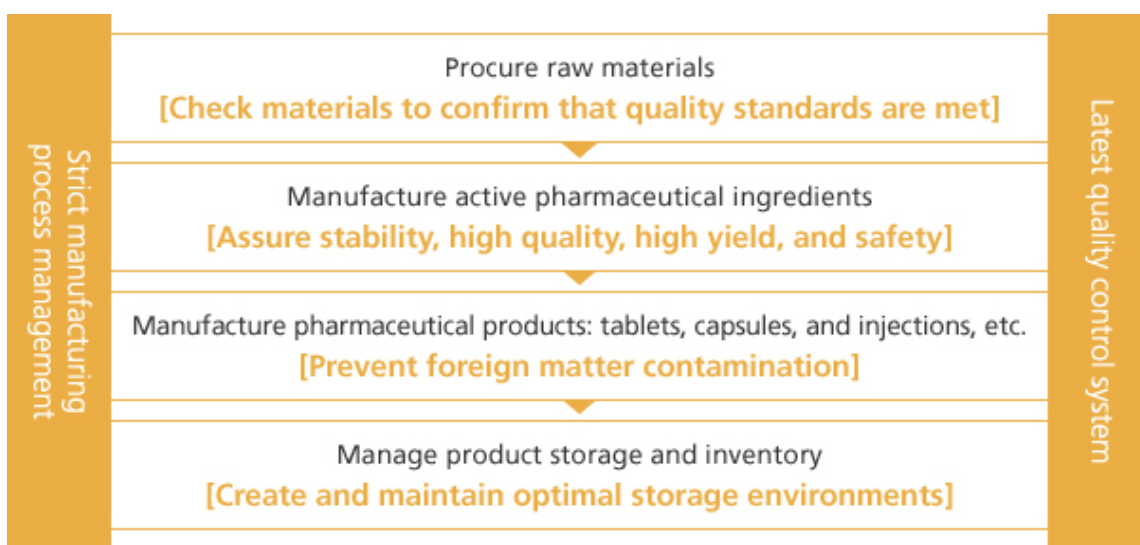 Strict manufacturing
process management
Procure raw materials
[Check materials to confirm that quality standards are met]
Manufacture active pharmaceutical ingredients
[Assure stability, high quality, high yield, and safety]
Manufacture pharmaceutical products: tablets, capsules, and injections, etc.
[Prevent foreign matter contamination]
Manage product storage and inventory
[Create and maintain optimal storage environments]
Latest quality control system